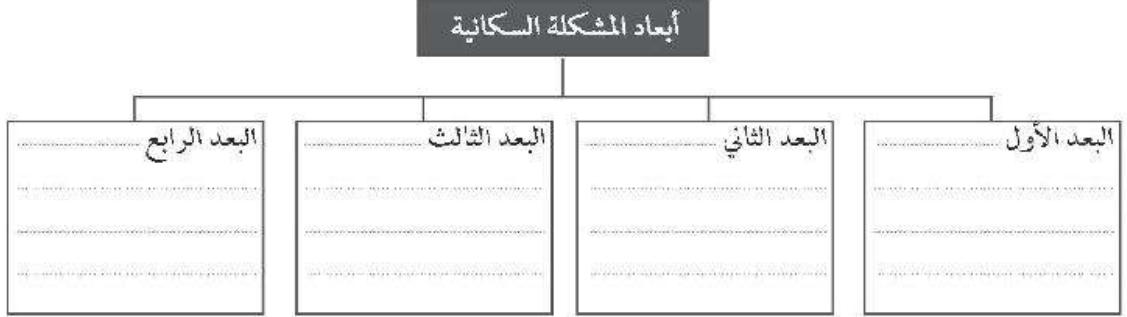 أبعاد المشكلة السكانية
البعد الأول
البعد الثاني
البعد الثالث
البعد الرابع